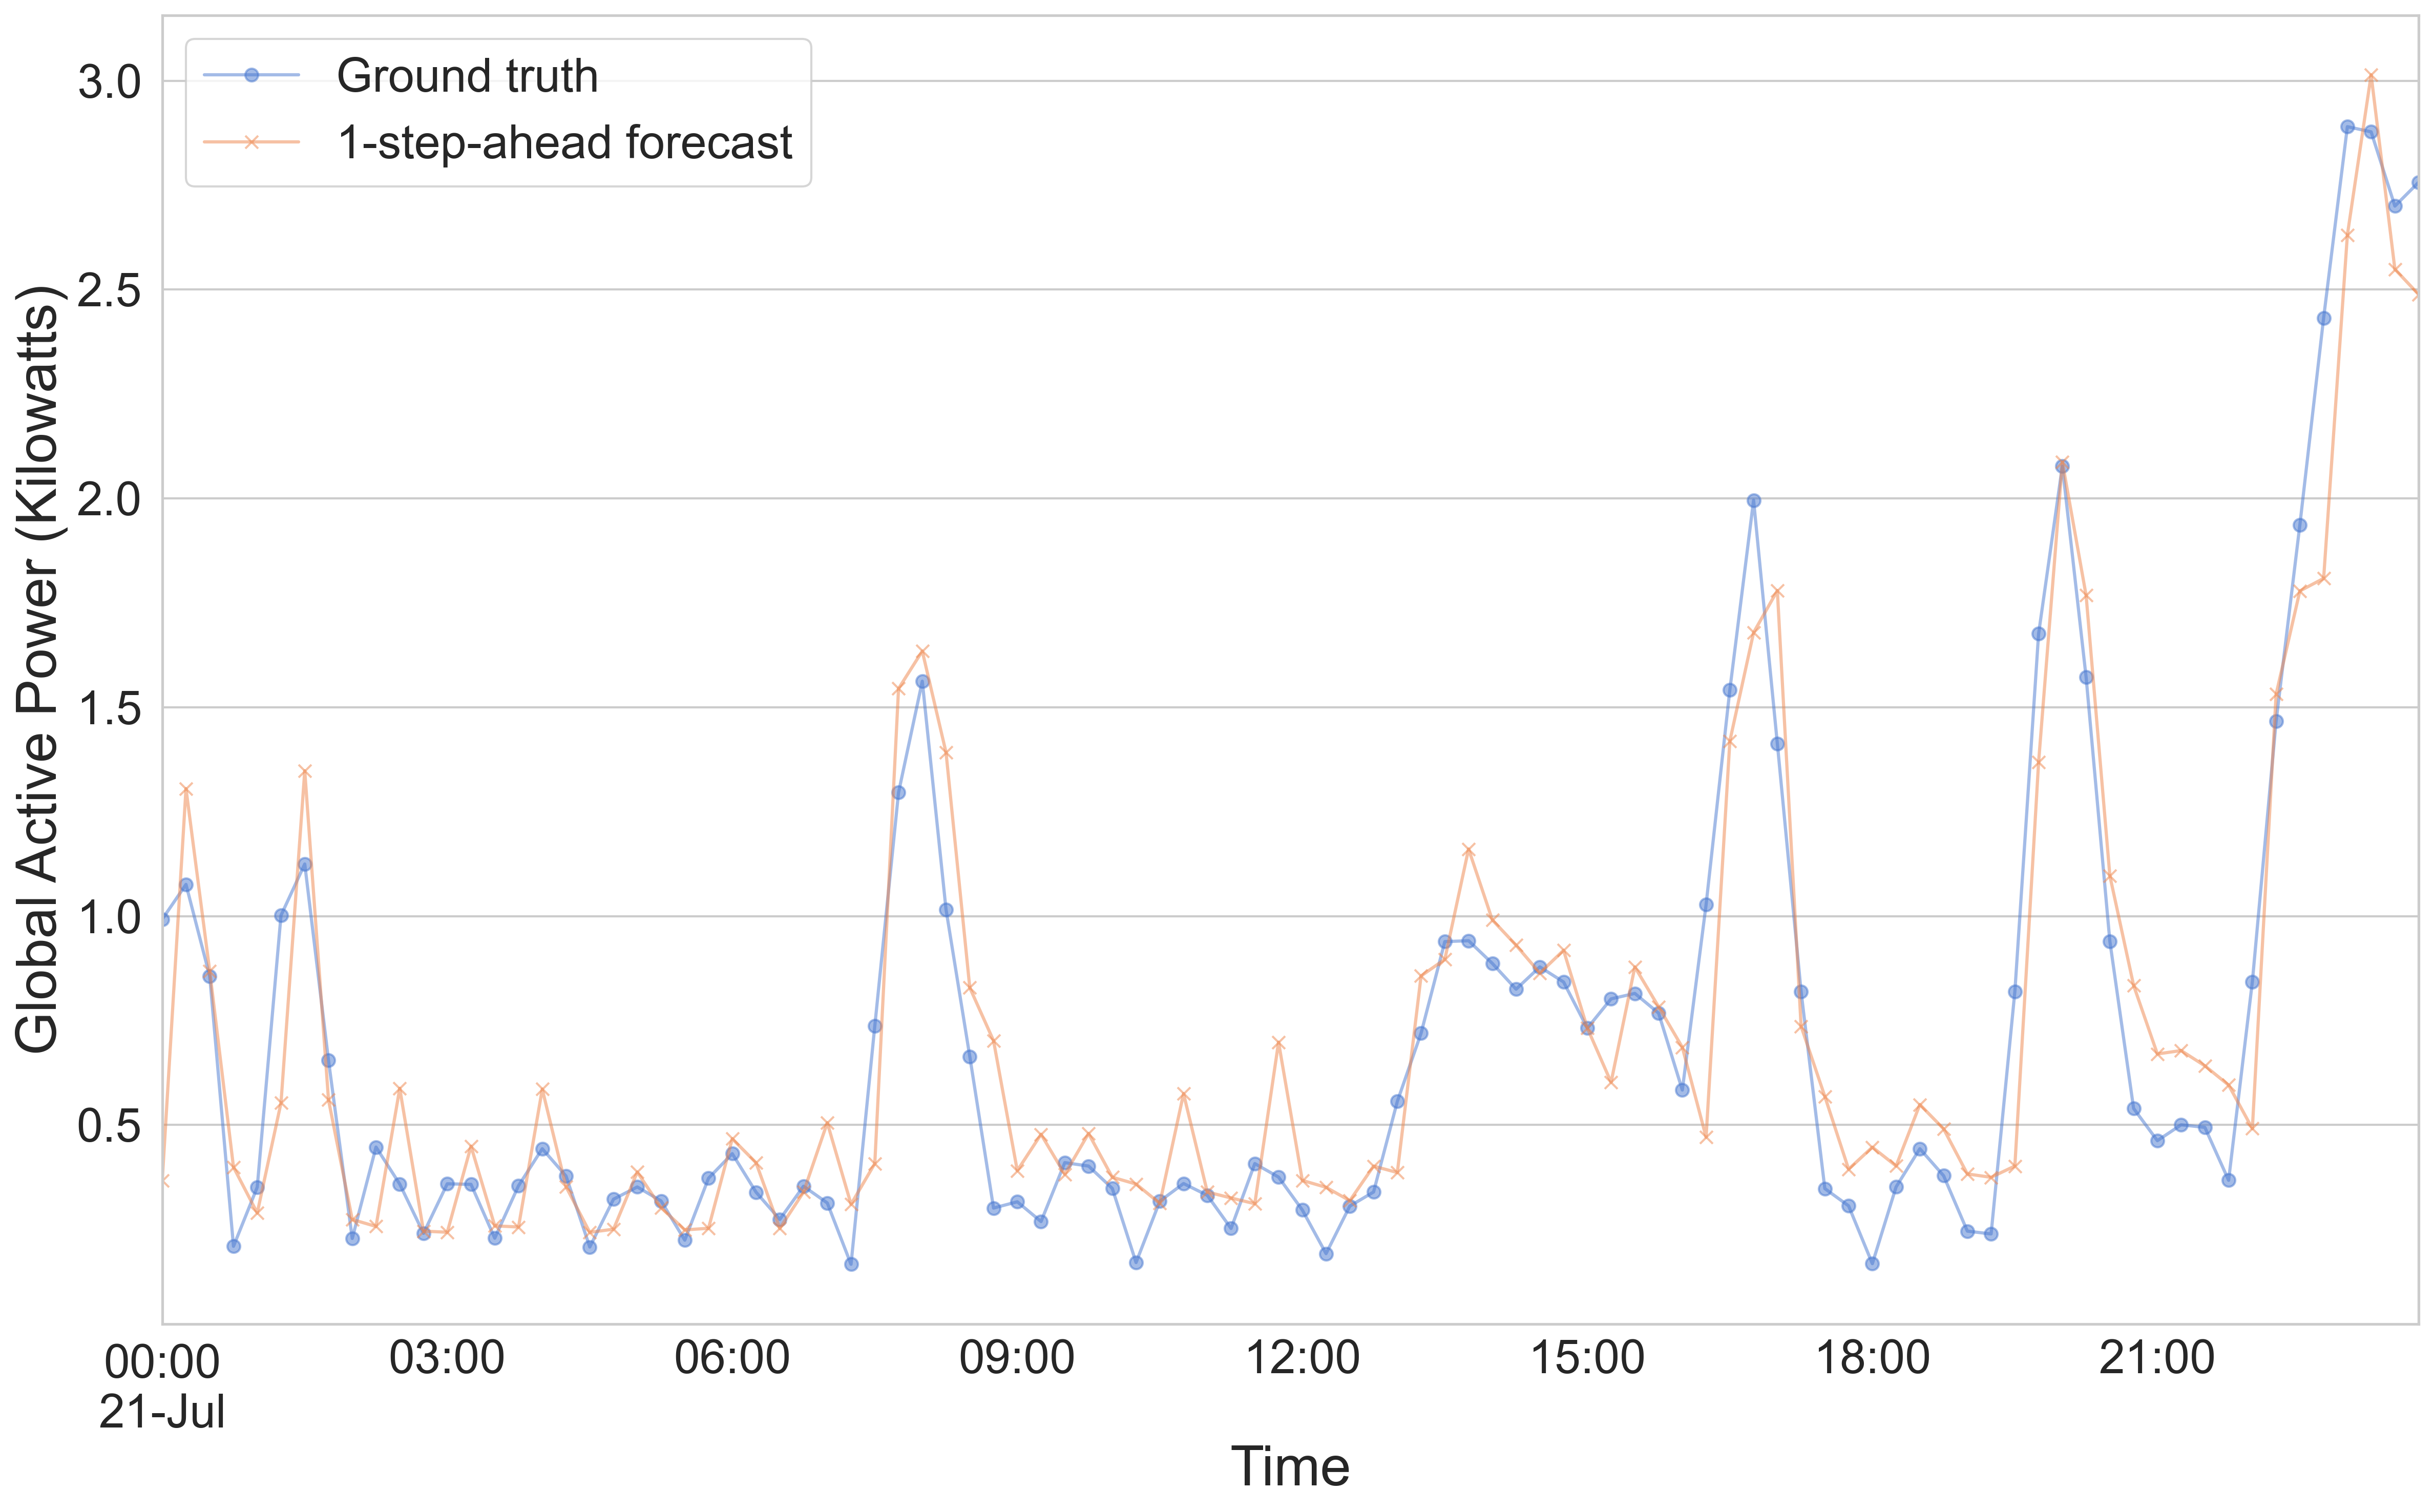 Ground truth
1-step-ahead forecast
Global Active Power (Kilowatts)
3.0
2.5
2.0
1.5
1.0
0.5
00:00
03:00
06:00
09:00
12:00
15:00
18:00
21:00
21-Jul
Time